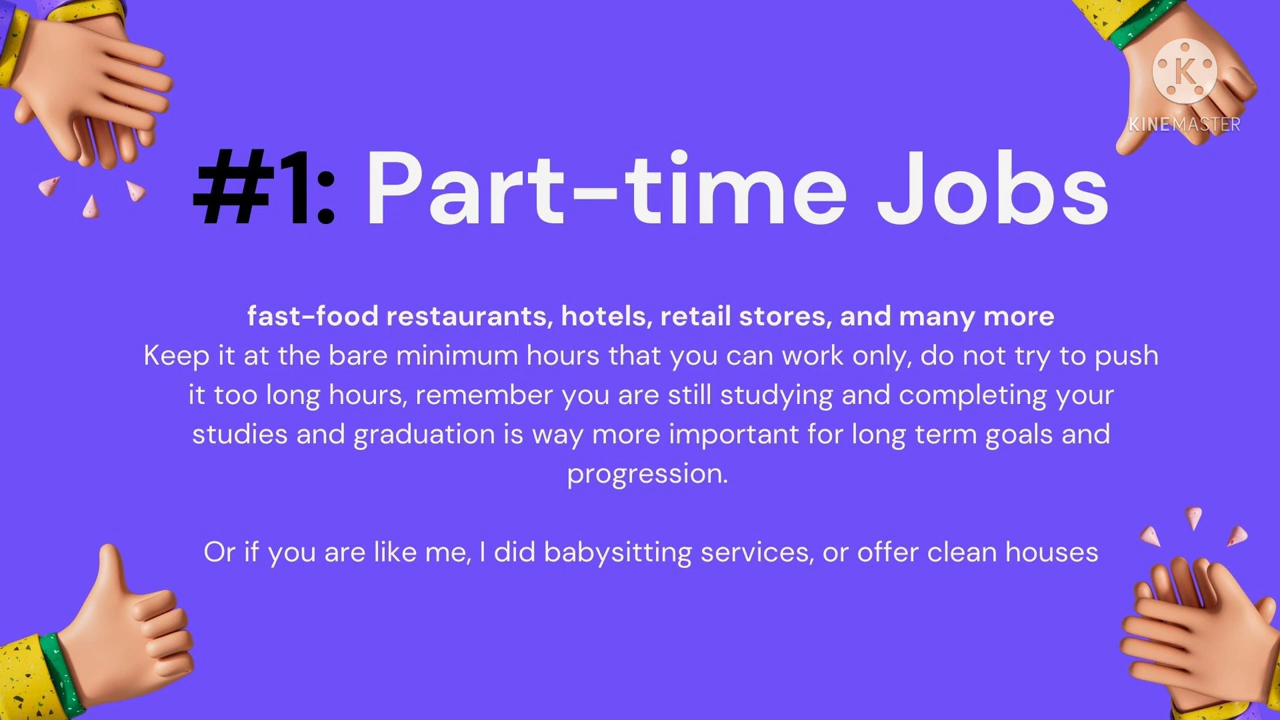 K
KINEMASTER
#1: Part-time Jobs
fast-food restaurants, hotels, retail stores, and many more
Keep it at the bare minimum hours that you can work only, do not try to push
it too long hours, remember you are still studying and completing your
studies and graduation is way more important for long term goals and
progression.
Or if you are like me, I did babysitting services, or offer clean houses